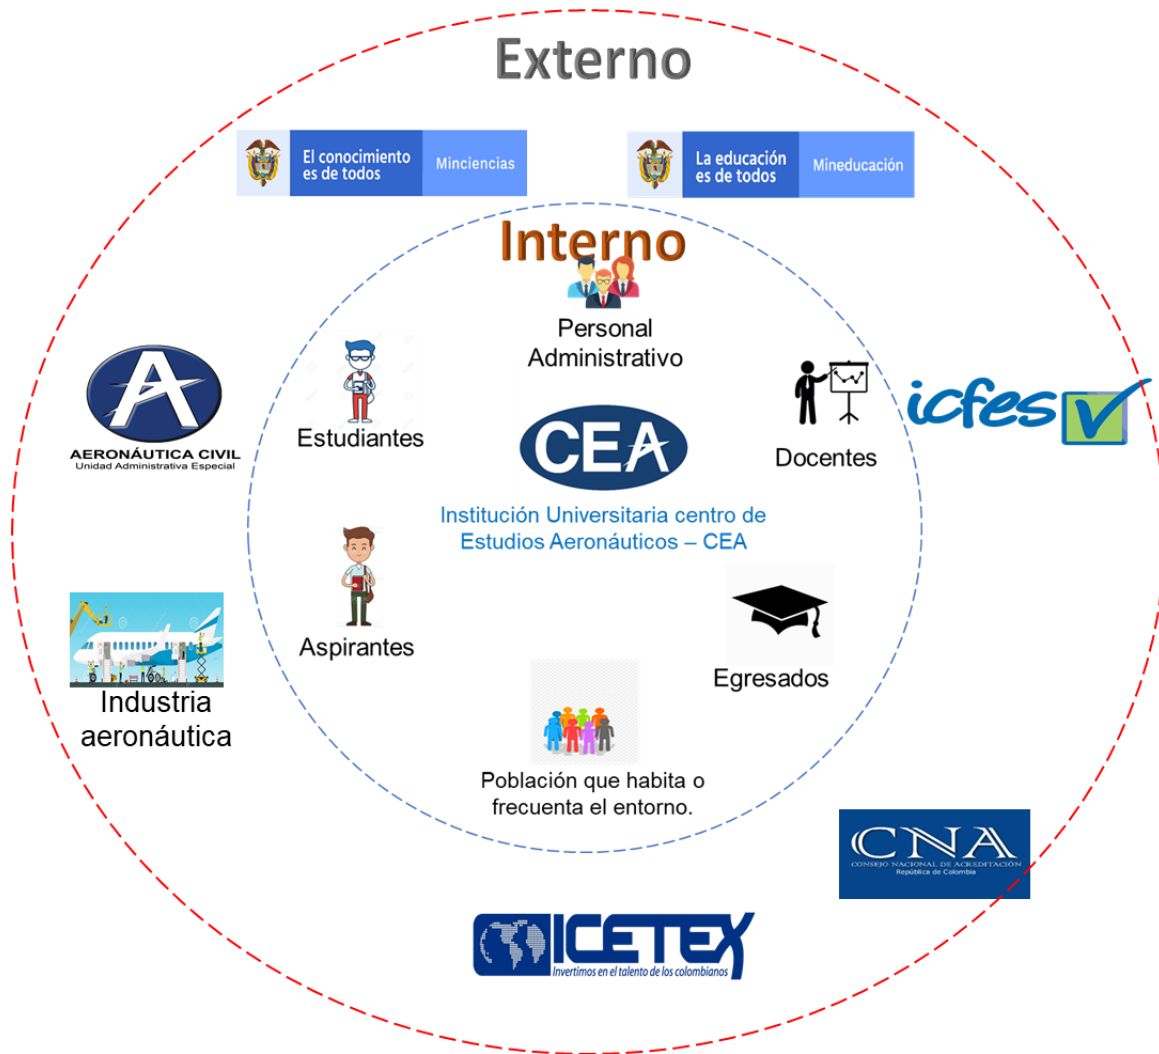 Externo
El conocimiento
es de todos
Minciencias
La educación
es de todos
Mineducación
Interno
Personal
Administrativo
Estudiantes
Docentes
AERONÁUTICA CIVIL
Unidad Administrativa Especial
icfes
CEA
Institución Universitaria centro de
Estudios Aeronáuticos – CEA
Aspirantes
Egresados
Industria
aeronáutica
Población que habita o
frecuenta el entorno.
CNA
CONSEJO NACIONAL DE ACREDITACIÓN
República de Colombia
ICETEX
Invertimos en el talento de los colombianos